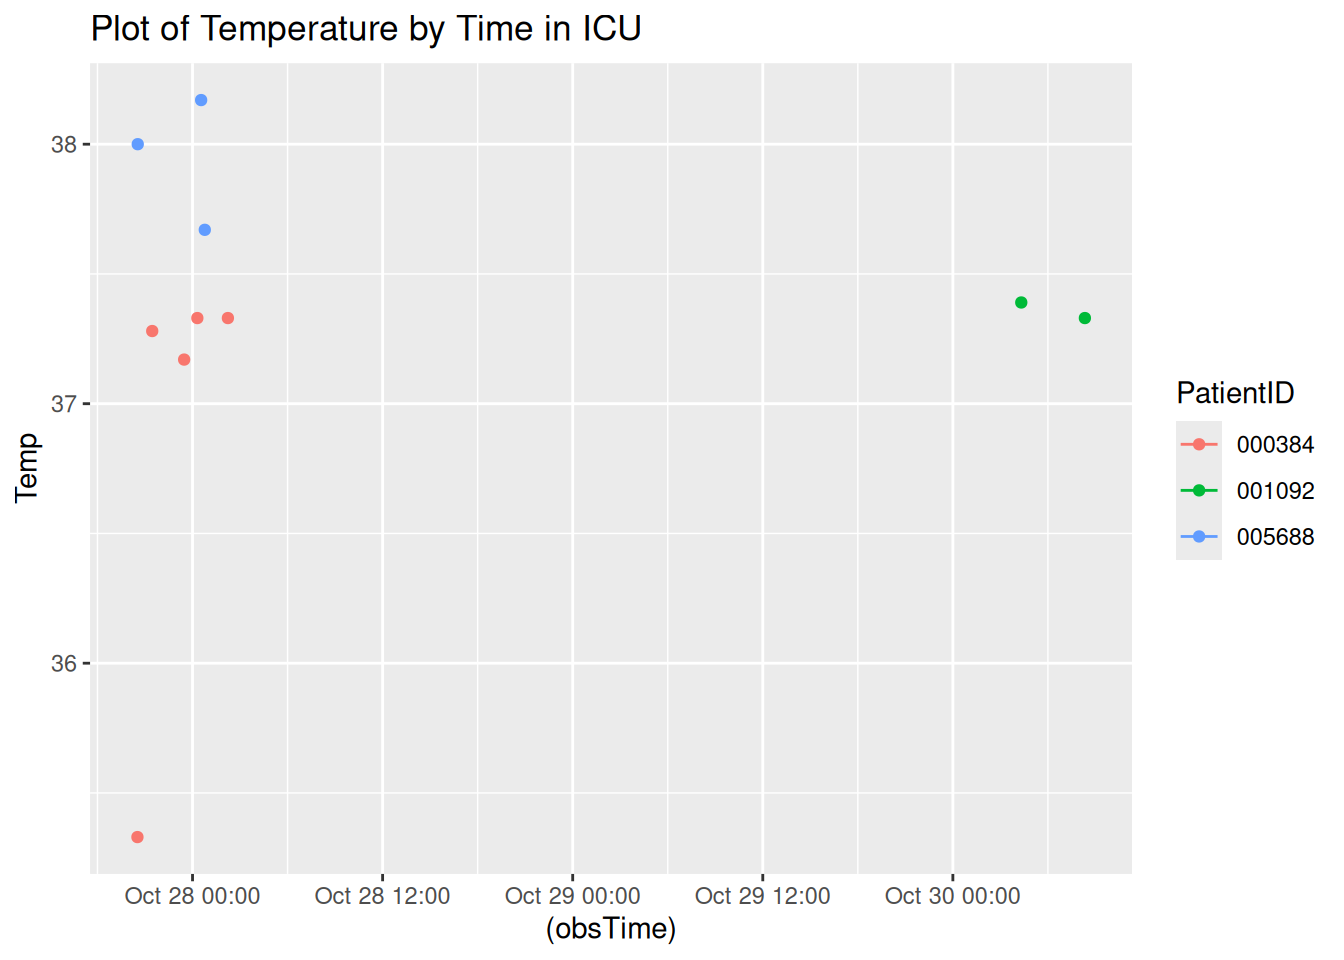 Plot of Temperature by Time in ICU
38
37
36
Temp
Oct 28 00:00 Oct 28 12:00 Oct 29 00:00 Oct 29 12:00 Oct 30 00:00
(obsTime)
PatientID
000384
001092
005688